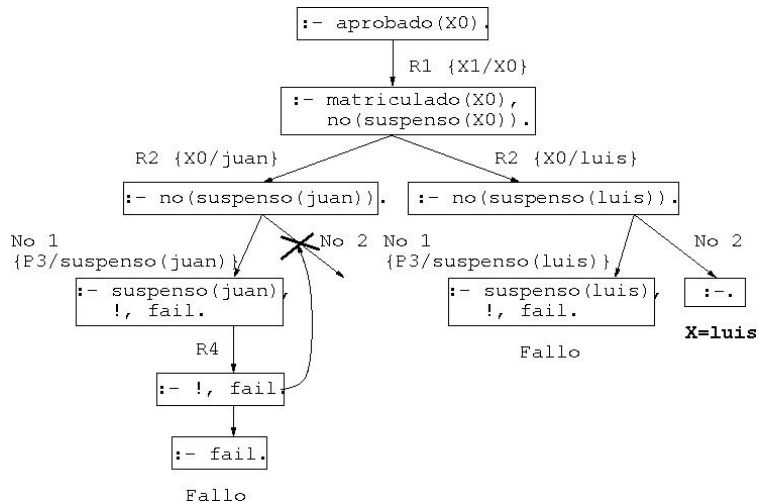 :- aprobado(X0).
R1 {X1/X0}
:- matriculado(X0),
no(suspenso(X0)).
R2 {X0/juan}
R2 {X0/luis}
:- no(suspenso(juan)).
:- no(suspenso(luis)).
No 1
{P3/suspenso(juan)}
No 2
No 1
{P3/suspenso(luis)}
No 2
:- suspenso(juan),
!, fail.
:- suspenso(luis),
!, fail.
:-.
X=luis
R4
Fallo
:- !, fail.
:- fail.
Fallo